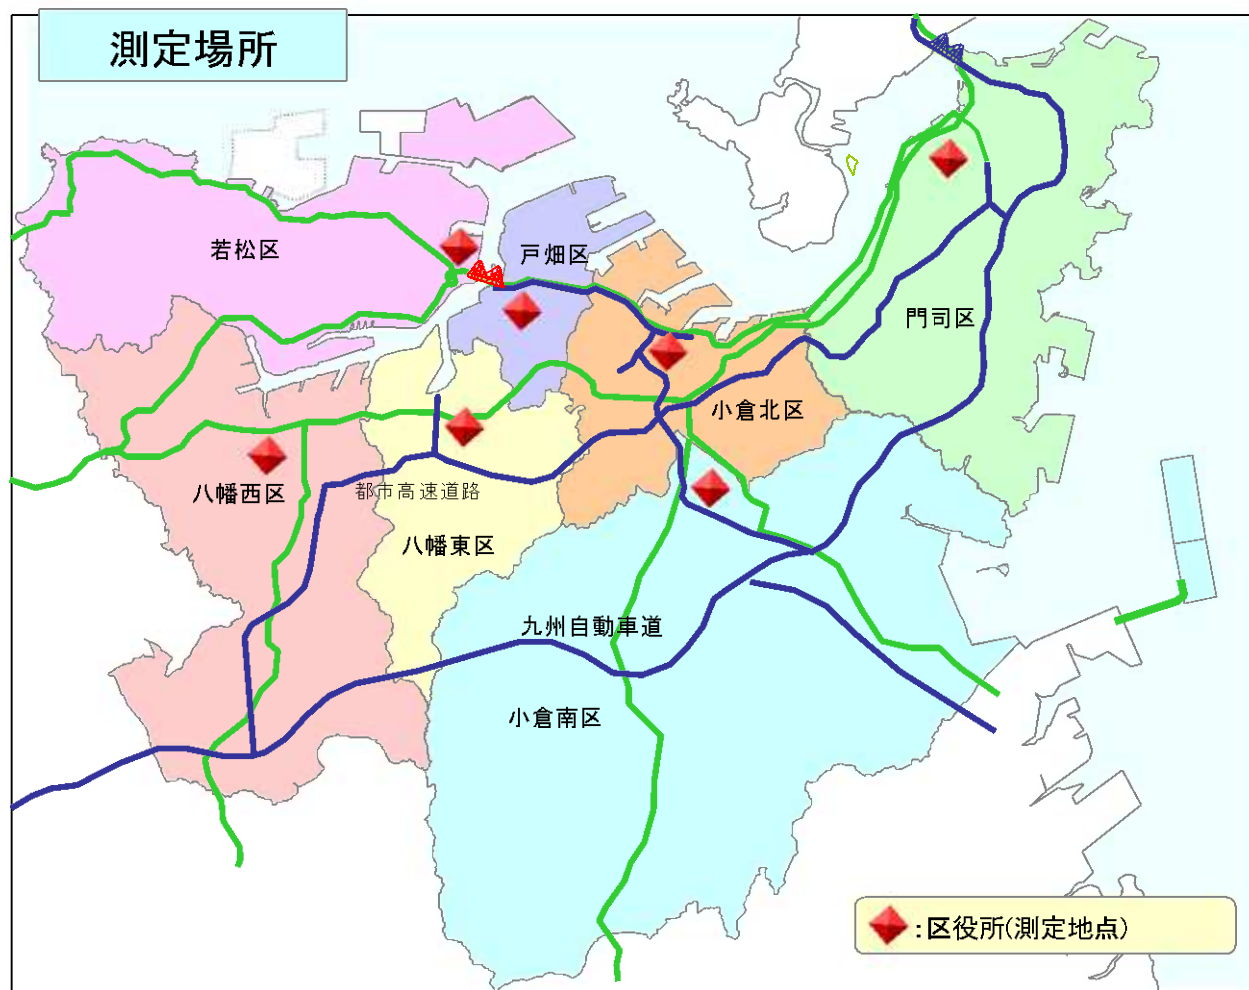 測定場所
若松区
戸畑区
門司区
小倉北区
八幡西区
都市高速道路
八幡東区
九州自動車道
小倉南区
:区役所(測定地点)